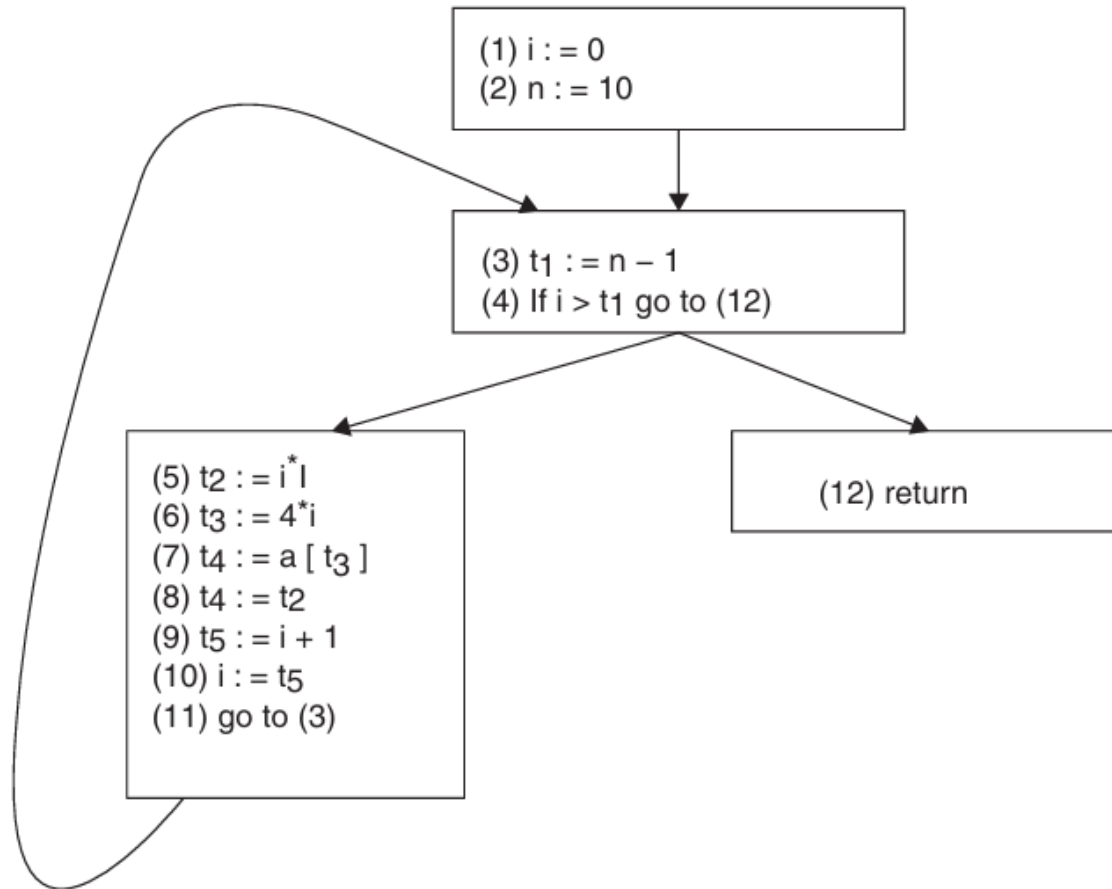 (1) i : = 0
(2) n : = 10
(3) t1 : = n – 1
(4) If i > t1 go to (12)
(5) t2 : = i*I
(6) t3 : = 4*i
(7) t4 : = a [ t3 ]
(8) t4 : = t2
(9) t5 : = i + 1
(10) i : = t5
(11) go to (3)
(12) return